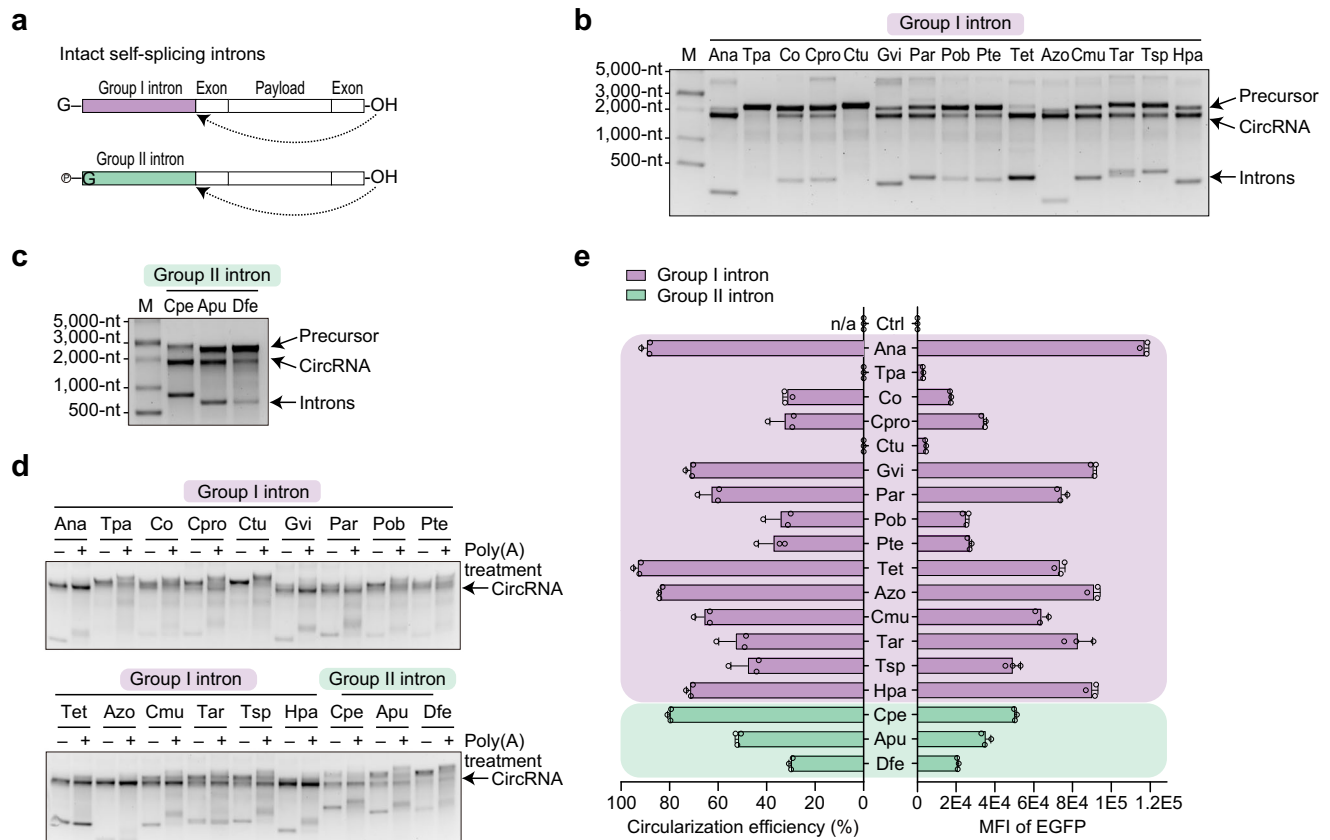 a
Intact self-splicing introns
Group I intron Exon Payload Exon
G OH
Group II intron
P G OH
b
Group I intron
M Ana Tpa Co Cpro Ctu Gvi Par Pob Pte Tet Azo Cmu Tar Tsp Hpa
5,000-nt
3,000-nt
2,000-nt
1,000-nt
500-nt
Precursor
CircRNA
Introns
c
Group II intron
M Cpe Apu Dfe
5,000-nt
3,000-nt
2,000-nt
1,000-nt
500-nt
Precursor
CircRNA
Introns
d
Group I intron
Ana Tpa Co Cpro Ctu Gvi Par Pob Pte
– + – + – + – + – + – + – + – + – + Poly(A)
treatment
CircRNA
Group I intron Group II intron
Tet Azo Cmu Tar Tsp Hpa Cpe Apu Dfe
– + – + – + – + – + – + – + – + – + Poly(A)
treatment
CircRNA
e
Group I intron
Group II intron
n/a Ctrl
Ana
Tpa
Co
Cpro
Ctu
Gvi
Par
Pob
Pte
Tet
Azo
Cmu
Tar
Tsp
Hpa
Cpe
Apu
Dfe
100 80 60 40 20 0 0 2E4 4E4 6E4 8E4 1E5 1.2E5
Circularization efficiency (%) MFI of EGFP